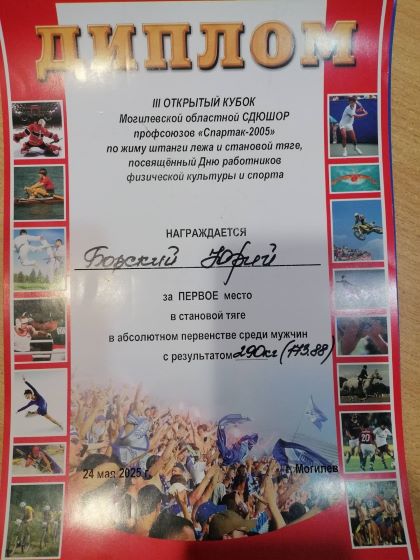 ДИПЛОМ
III ОТКРЫТЫЙ КУБОК
Могилевской областной СДЮШОР
профсоюзов «Спартак-2005»
по жиму штанги лежа и становой тяге,
посвящённый Дню работников
физической культуры и спорта
НАГРАЖДАЕТСЯ
Борский Юрий
за ПЕРВОЕ место
в становой тяге
в абсолютном первенстве среди мужчин
с результатом 290кг (173.88)
24 мая 2025 г. г. Могилев